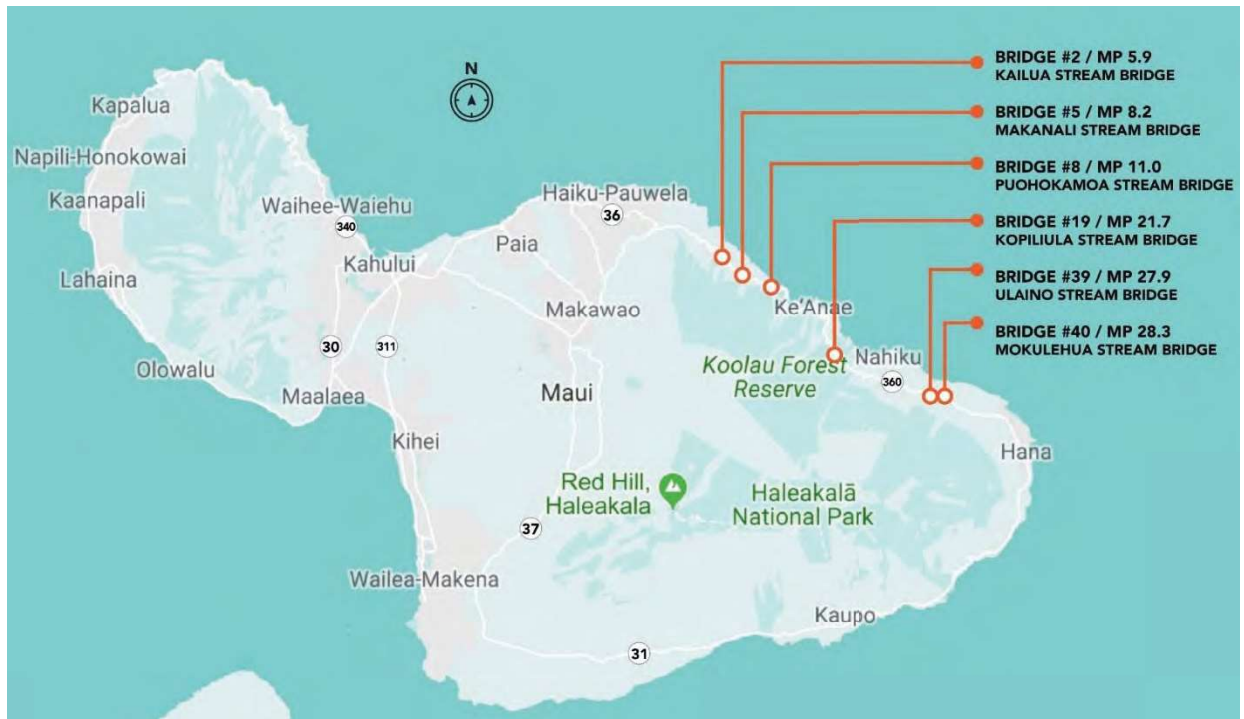 N
BRIDGE #2 / MP 5.9
KAILUA STREAM BRIDGE
BRIDGE #5 / MP 8.2
MAKANALI STREAM BRIDGE
BRIDGE #8 / MP 11.0
PUOHOKAMOA STREAM BRIDGE
BRIDGE #19 / MP 21.7
KOPILIULA STREAM BRIDGE
BRIDGE #39 / MP 27.9
ULAINO STREAM BRIDGE
BRIDGE #40 / MP 28.3
MOKULEHUA STREAM BRIDGE
Kapalua
Napili-Honokowai
Kaanapali
Lahaina
Olowalu
Waihee-Waiehu
340
Kahului
30
311
Maalaea
Kihei
Wailea-Makena
Haiku-Pauwela
36
Paia
Makawao
Maui
Ke'Anae
Koolau Forest
Reserve
Nahiku
360
Hana
Red Hill,
Haleakala
Haleakalā
National Park
37
Kaupo
31